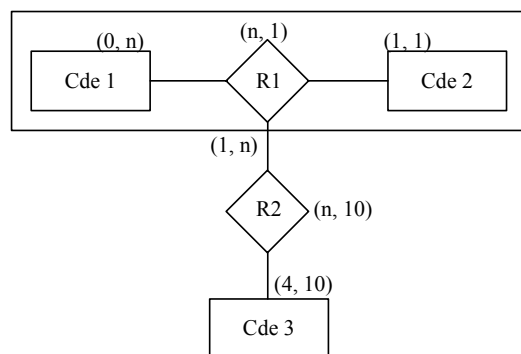 (0, n)
(n, 1)
(1, 1)
Cde 1
R1
Cde 2
(1, n)
R2
(n, 10)
(4, 10)
Cde 3